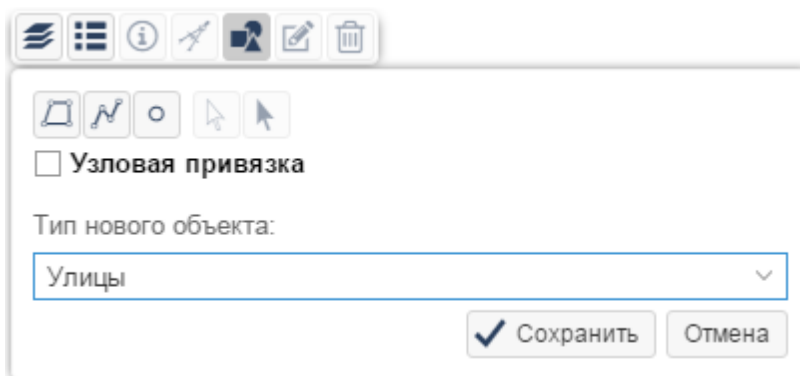 Узловая привязка
Тип нового объекта:
Улицы
Сохранить Отмена